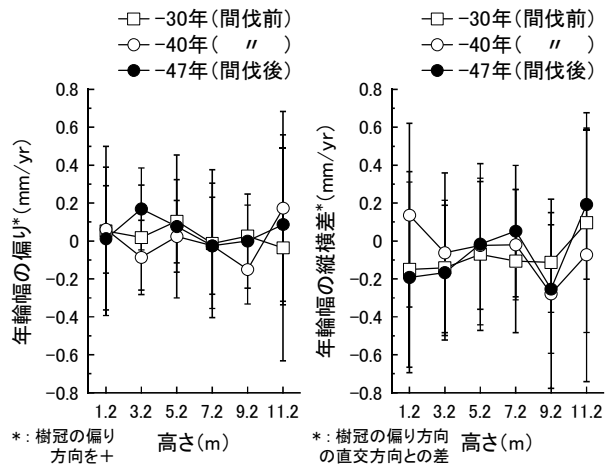 -30年(間伐前)
-40年( 〃 )
-47年(間伐後)
年輪幅の偏り*(mm/yr)
0.8
0.6
0.4
0.2
0
-0.2
-0.4
-0.6
-0.8
1.2 3.2 5.2 7.2 9.2 11.2
高さ(m)
*:樹冠の偏り
方向を+
-30年(間伐前)
-40年( 〃 )
-47年(間伐後)
年輪幅の縦横差*(mm/yr)
0.8
0.6
0.4
0.2
0
-0.2
-0.4
-0.6
-0.8
1.2 3.2 5.2 7.2 9.2 11.2
高さ(m)
*:樹冠の偏り方向
の直交方向との差